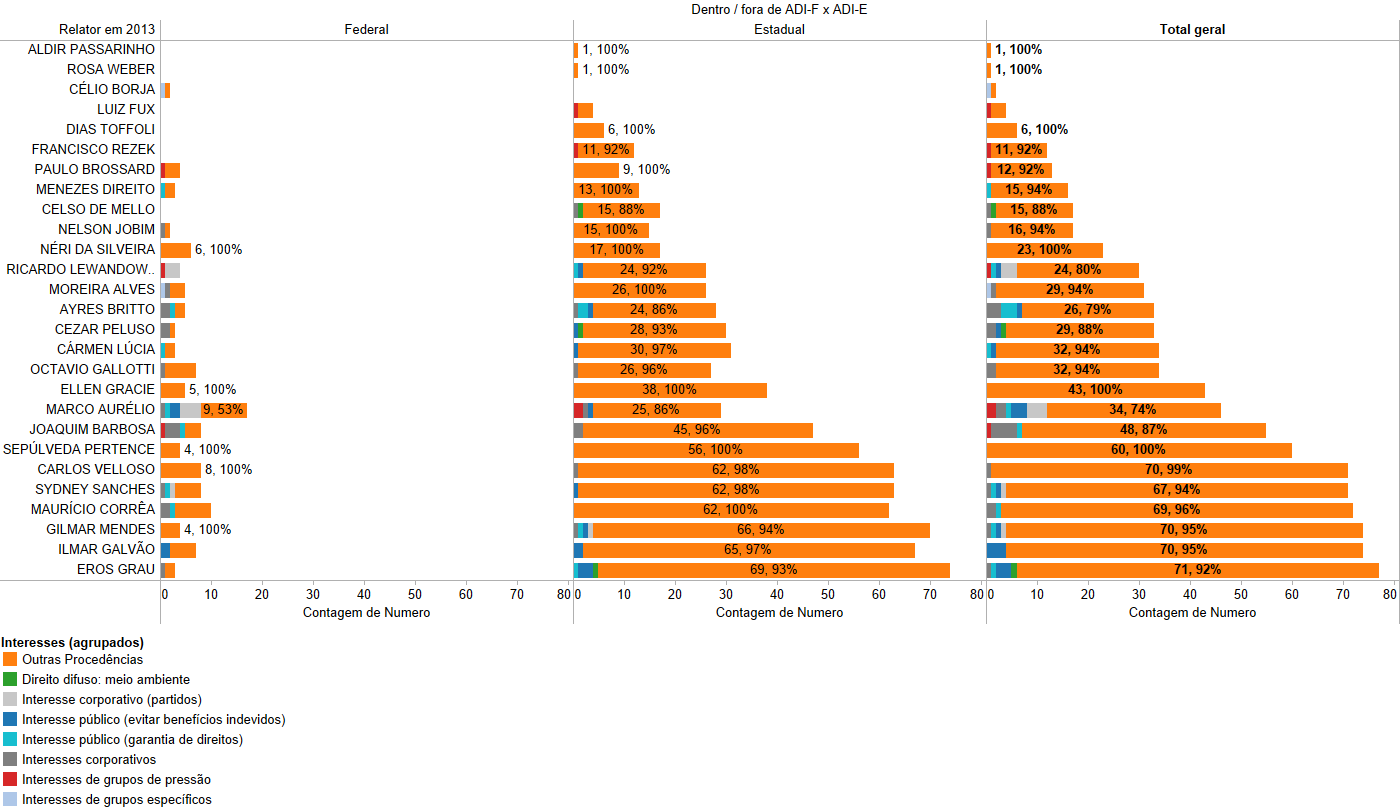 Dentro / fora de ADI-F x ADI-E
Relator em 2013 Federal Estadual Total geral
ALDIR PASSARINHO 1, 100% 1, 100%
ROSA WEBER 1, 100% 1, 100%
CÉLIO BORJA
LUIZ FUX
DIAS TOFFOLI 6, 100% 6, 100%
FRANCISCO REZEK 11, 92% 11, 92%
PAULO BROSSARD 9, 100% 12, 92%
MENEZES DIREITO 13, 100% 15, 94%
CELSO DE MELLO 15, 88% 15, 88%
NELSON JOBIM 15, 100% 16, 94%
NÉRI DA SILVEIRA 6, 100% 17, 100% 23, 100%
RICARDO LEWANDOW.. 24, 92% 24, 80%
MOREIRA ALVES 26, 100% 29, 94%
AYRES BRITTO 24, 86% 26, 79%
CEZAR PELUSO 28, 93% 29, 88%
CÁRMEN LÚCIA 30, 97% 32, 94%
OCTAVIO GALLOTTI 26, 96% 32, 94%
ELLEN GRACIE 5, 100% 38, 100% 43, 100%
MARCO AURÉLIO 9, 53% 25, 86% 34, 74%
JOAQUIM BARBOSA 45, 96% 48, 87%
SEPÚLVEDA PERTENCE 4, 100% 56, 100% 60, 100%
CARLOS VELLOSO 8, 100% 62, 98% 70, 99%
SYDNEY SANCHES 62, 98% 67, 94%
MAURÍCIO CORRÊA 62, 100% 69, 96%
GILMAR MENDES 4, 100% 66, 94% 70, 95%
ILMAR GALVÃO 65, 97% 70, 95%
EROS GRAU 69, 93% 71, 92%
0 10 20 30 40 50 60 70 80 0 10 20 30 40 50 60 70 80 0 10 20 30 40 50 60 70 80
Contagem de Numero Contagem de Numero Contagem de Numero
Interesses (agrupados)
Outras Procedências
Direito difuso: meio ambiente
Interesse corporativo (partidos)
Interesse público (evitar benefícios indevidos)
Interesse público (garantia de direitos)
Interesses corporativos
Interesses de grupos de pressão
Interesses de grupos específicos